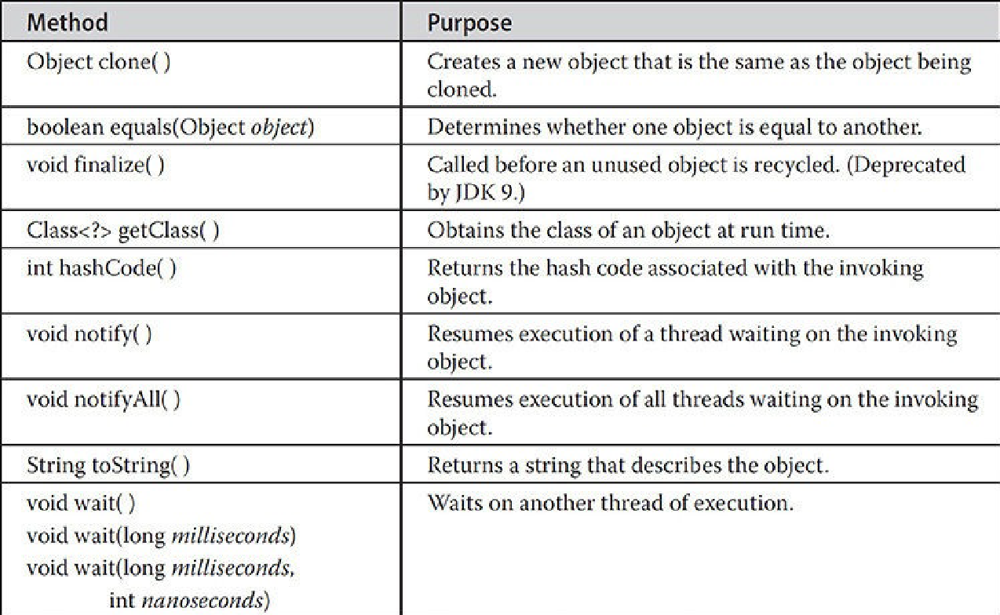 Method Purpose
Object clone( ) Creates a new object that is the same as the object being
cloned.
boolean equals(Object object) Determines whether one object is equal to another.
void finalize( ) Called before an unused object is recycled. (Deprecated
by JDK 9.)
Class<?> getClass( ) Obtains the class of an object at run time.
int hashCode( ) Returns the hash code associated with the invoking
object.
void notify( ) Resumes execution of a thread waiting on the invoking
object.
void notifyAll( ) Resumes execution of all threads waiting on the invoking
object.
String toString( ) Returns a string that describes the object.
void wait( ) Waits on another thread of execution.
void wait(long milliseconds)
void wait(long milliseconds,
int nanoseconds)